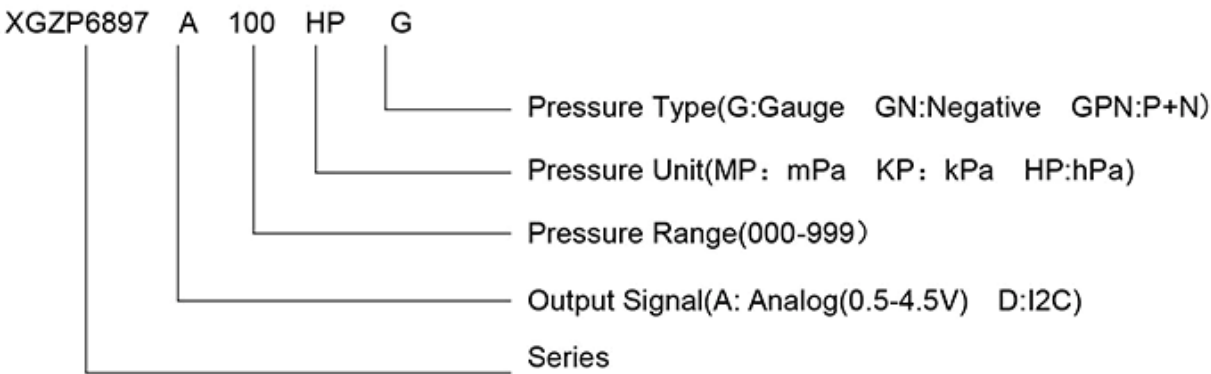 XGZP6897 A 100 HP G
Pressure Type(G:Gauge GN:Negative GPN:P+N)
Pressure Unit(MP：mPa KP：kPa HP:hPa)
Pressure Range(000-999）
Output Signal(A: Analog(0.5-4.5V) D:I2C)
Series